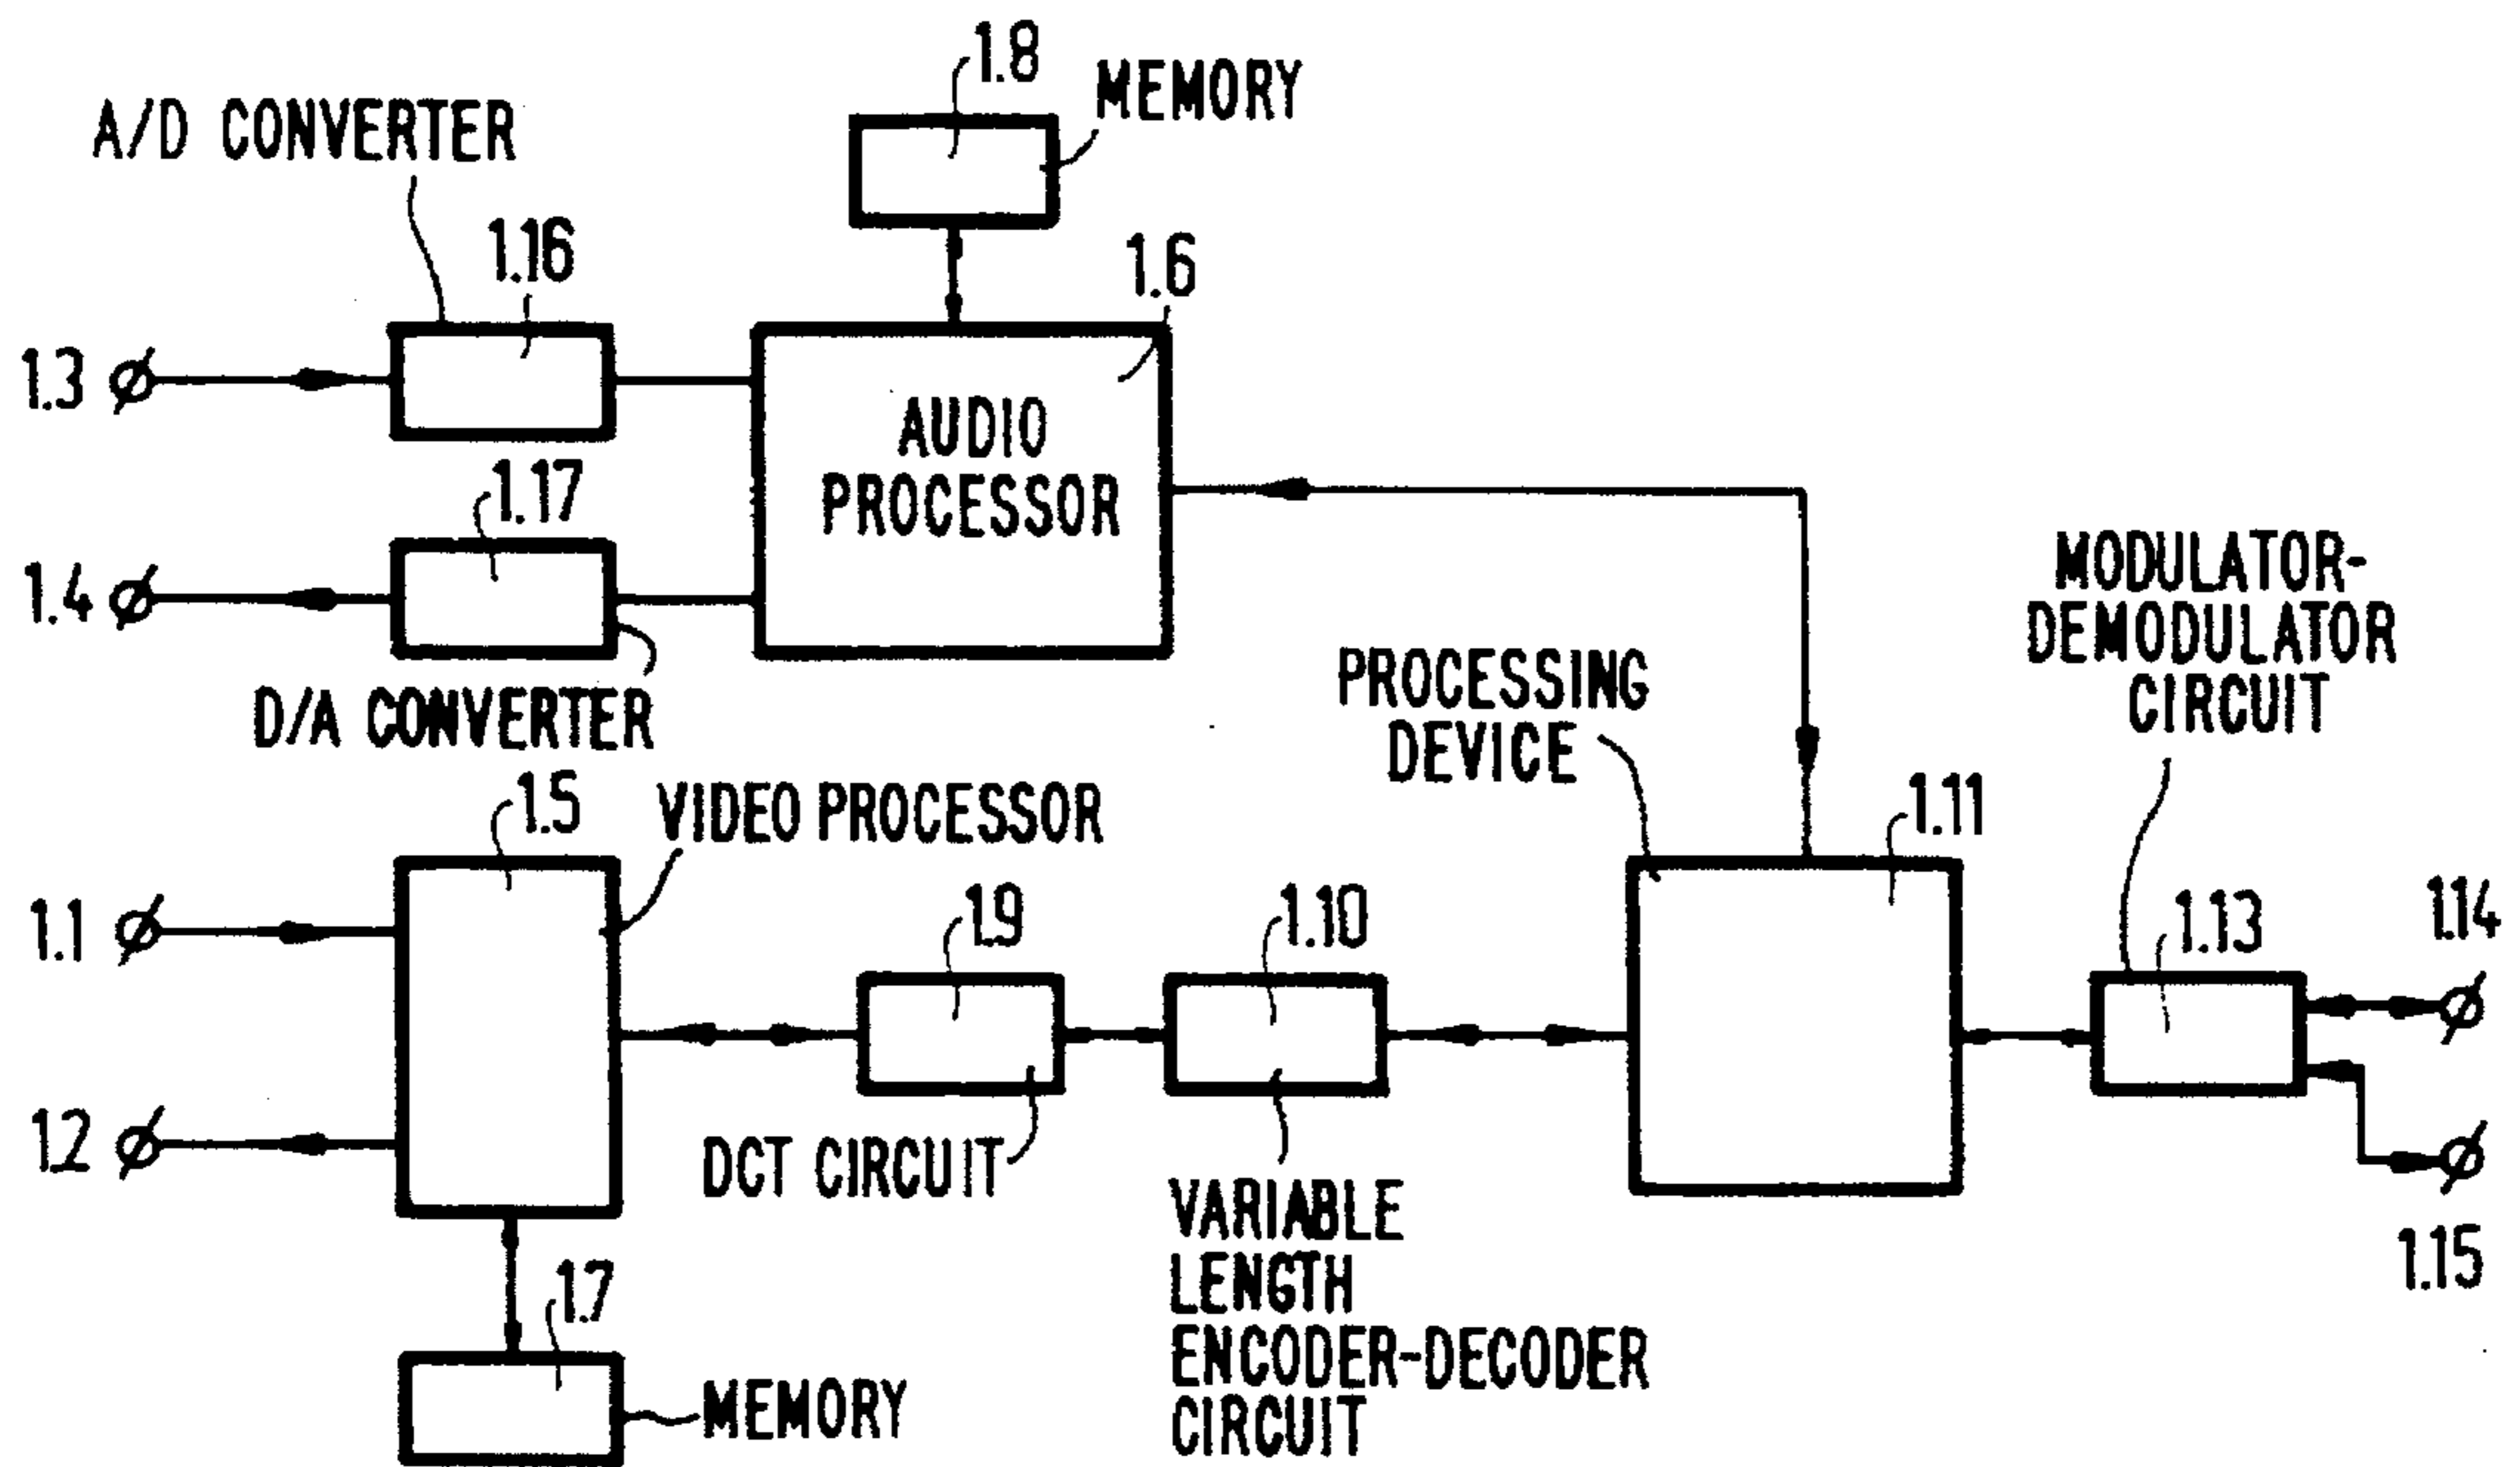 1.8
MEMORY
A/D CONVERTER
1.16
1.6
1.3
AUDIO
PROCESSOR
1.17
1.4
D/A CONVERTER
MODULATOR-
DEMODULATOR
CIRCUIT
PROCESSING
DEVICE
1.5
VIDEO PROCESSOR
1.11
1.1
1.9
1.10
1.13
1.14
1.2
DCT CIRCUIT
VARIABLE
LENGTH
ENCODER-DECODER
CIRCUIT
1.15
1.7
MEMORY